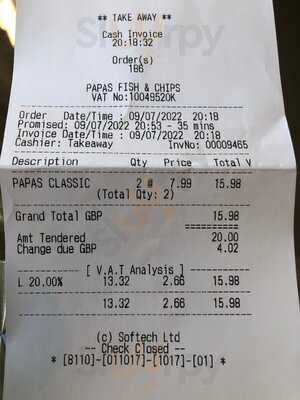 ** TAKE AWAY **
Cash Invoice
20:18:32
Order(s)
186
PAPAS FISH & CHIPS
VAT No:10049520K
Order Date/Time : 09/07/2022 20:18
Promised: 09/07/2022 20:53 - 35 mins
Invoice Date/Time : 09/07/2022 20:18
Cashier: Takeaway InvNo: 00009465
Description Qty Price Total V
PAPAS CLASSIC 2 @ 7.99 15.98
(Total Qty: 2)
Grand Total GBP 15.98
==========
Amt Tendered 20.00
Change due GBP 4.02
---------- [ V.A.T Analysis ] ----------
L 20.00% 13.32 2.66 15.98
13.32 2.66 15.98
(c) Softech Ltd
-- Check Closed --
* [8110]-[011017]-[1017]-[01] *